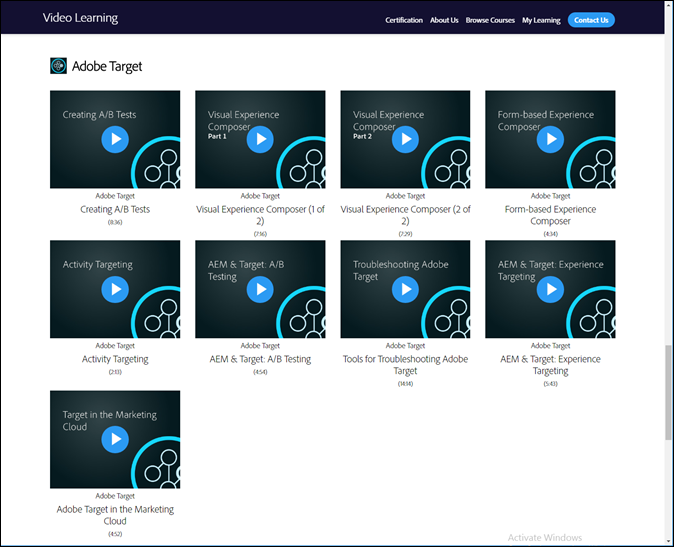 Video Learning
Certification About Us Browse Courses My Learning Contact Us
Adobe Target
Creating A/B Tests
Adobe Target
Creating A/B Tests
(8:36)
Visual Experience
Composer
Part 1
Adobe Target
Visual Experience Composer (1 of
2)
(7:16)
Visual Experience
Composer
Part 2
Adobe Target
Visual Experience Composer (2 of
2)
(7:29)
Form-based Experience
Composer
Adobe Target
Form-based Experience
Composer
(4:34)
Activity Targeting
Adobe Target
Activity Targeting
(2:13)
AEM & Target: A/B
Testing
Adobe Target
AEM & Target: A/B Testing
(4:54)
Troubleshooting Adobe
Target
Adobe Target
Tools for Troubleshooting Adobe
Target
(14:14)
AEM & Target: Experience
Targeting
Adobe Target
AEM & Target: Experience
Targeting
(5:43)
Target in the Marketing
Cloud
Adobe Target
Adobe Target in the Marketing
Cloud
(4:52)
Activate Windows